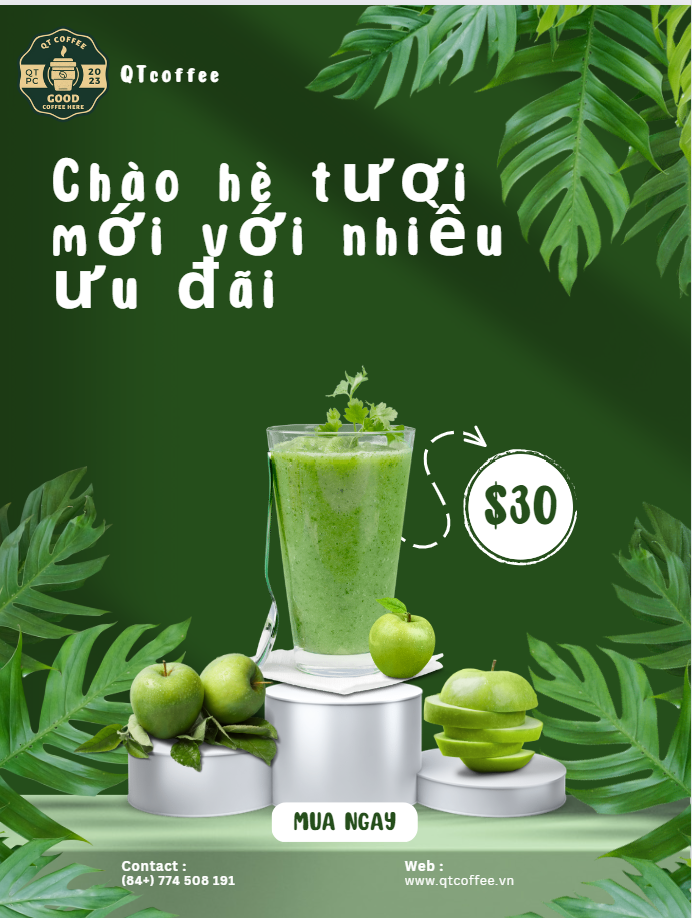 QT COFFEE
QT PC
20 23
GOOD
COFFEE HERE
QTcoffee
Chào hè tươi
mới với nhiều
ưu đãi
$30
MUA NGAY
Contact :
(84+) 774 508 191
Web :
www.qtcoffee.vn